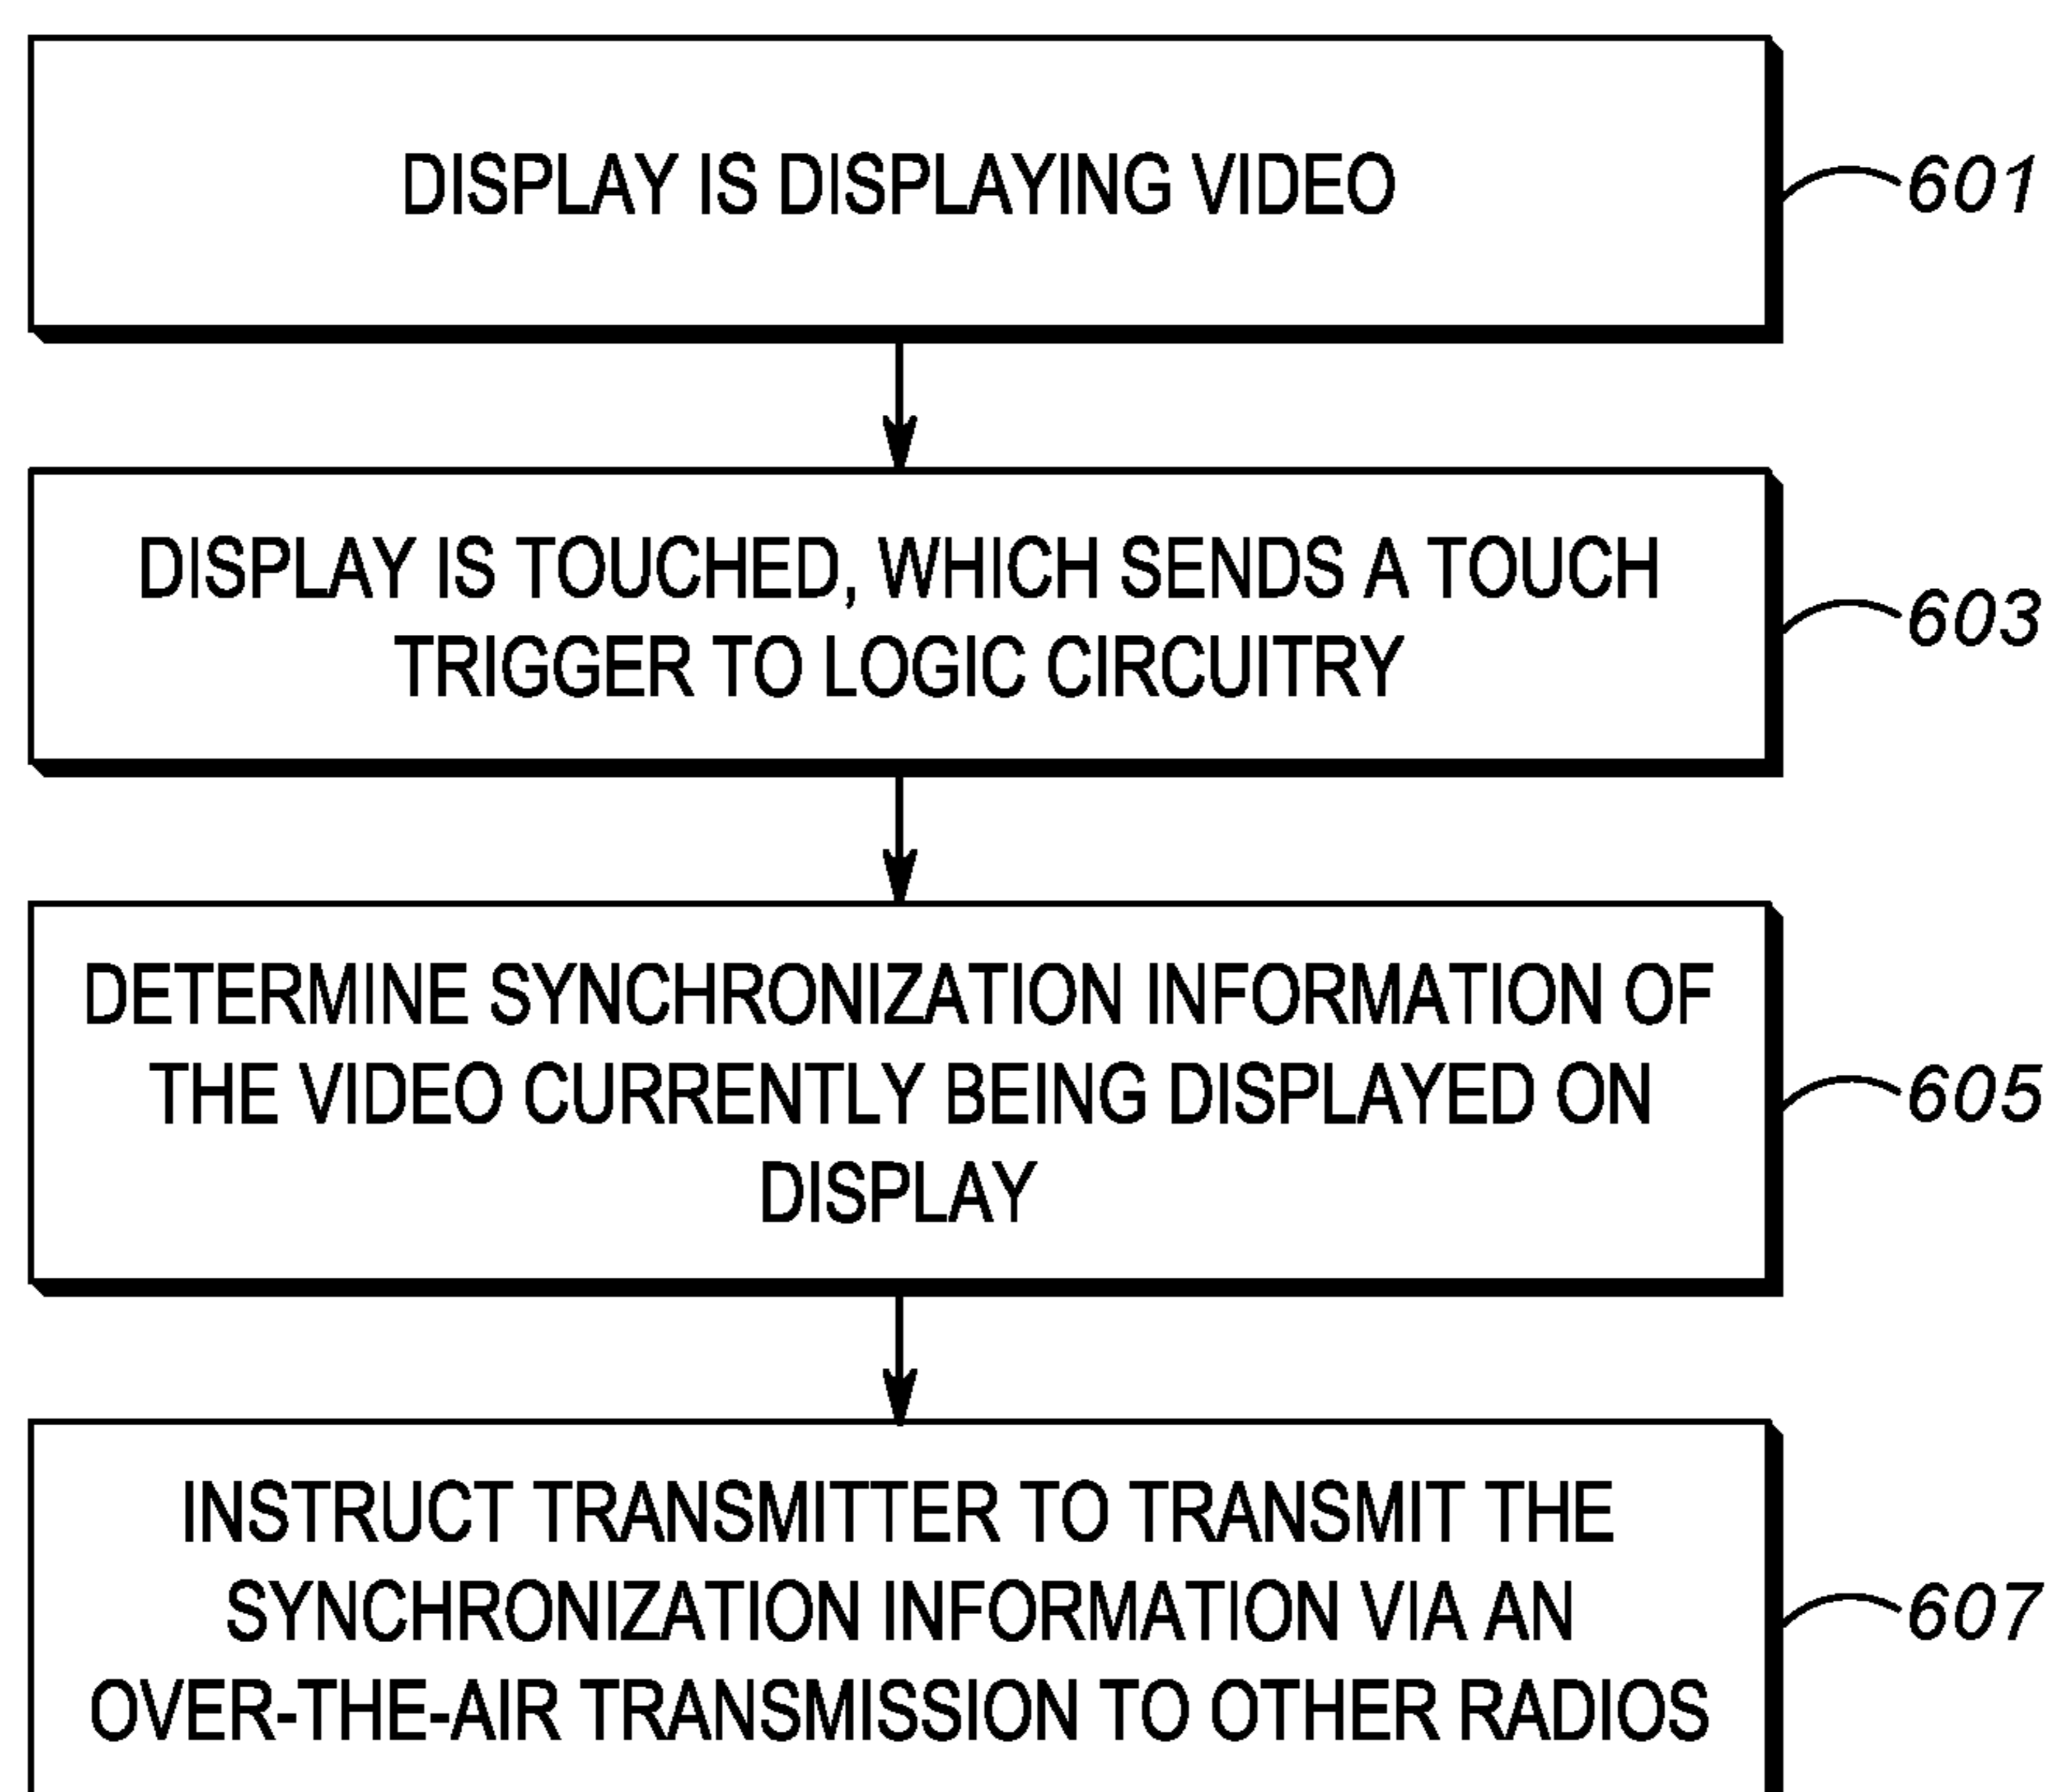 DISPLAY IS DISPLAYING VIDEO
601
DISPLAY IS TOUCHED, WHICH SENDS A TOUCH
TRIGGER TO LOGIC CIRCUITRY
603
DETERMINE SYNCHRONIZATION INFORMATION OF
THE VIDEO CURRENTLY BEING DISPLAYED ON
DISPLAY
605
INSTRUCT TRANSMITTER TO TRANSMIT THE
SYNCHRONIZATION INFORMATION VIA AN
OVER-THE-AIR TRANSMISSION TO OTHER RADIOS
607